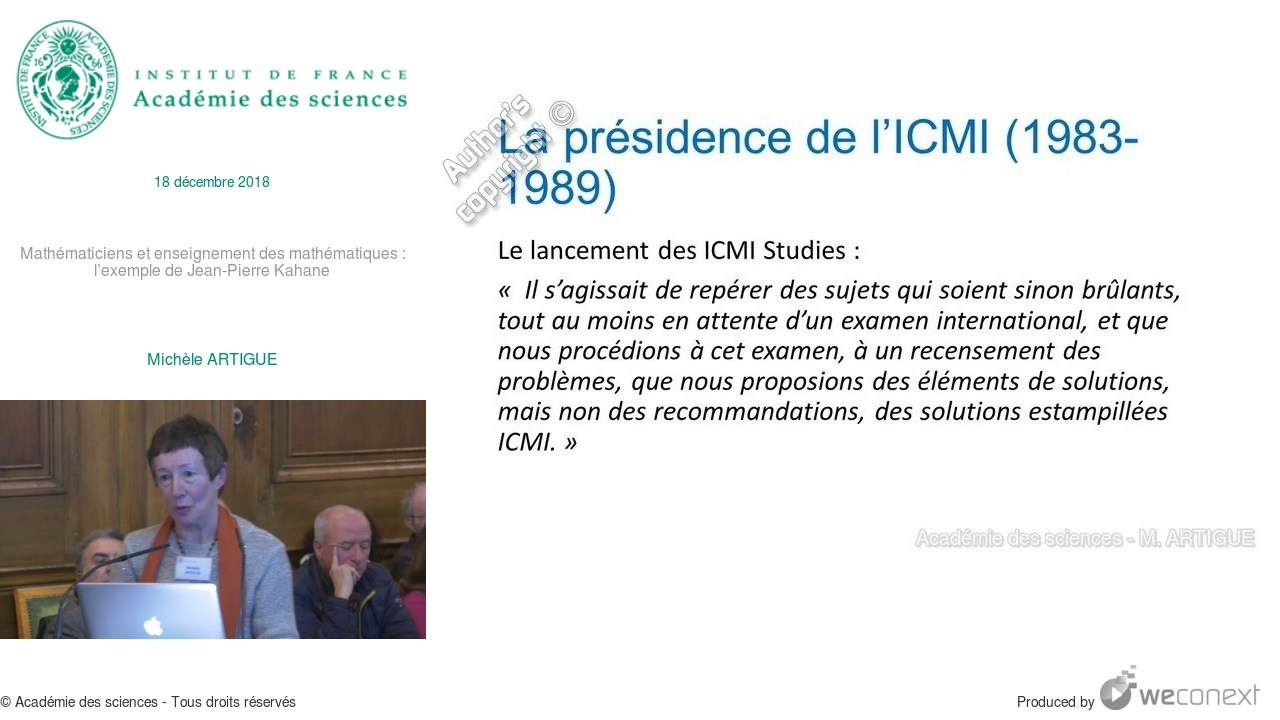 INSTITUT DE FRANCE
Académie des sciences
18 décembre 2018
Mathématiciens et enseignement des mathématiques :
l’exemple de Jean-Pierre Kahane
Michèle ARTIGUE
Author's
copyright ©
La présidence de l’ICMI (1983-
1989)
Le lancement des ICMI Studies :
«  Il s’agissait de repérer des sujets qui soient sinon brûlants,
tout au moins en attente d’un examen international, et que
nous procédions à cet examen, à un recensement des
problèmes, que nous proposions des éléments de solutions,
mais non des recommandations, des solutions estampillées
ICMI. »
Académie des sciences - M. ARTIGUE
© Académie des sciences - Tous droits réservés
Produced by weconext